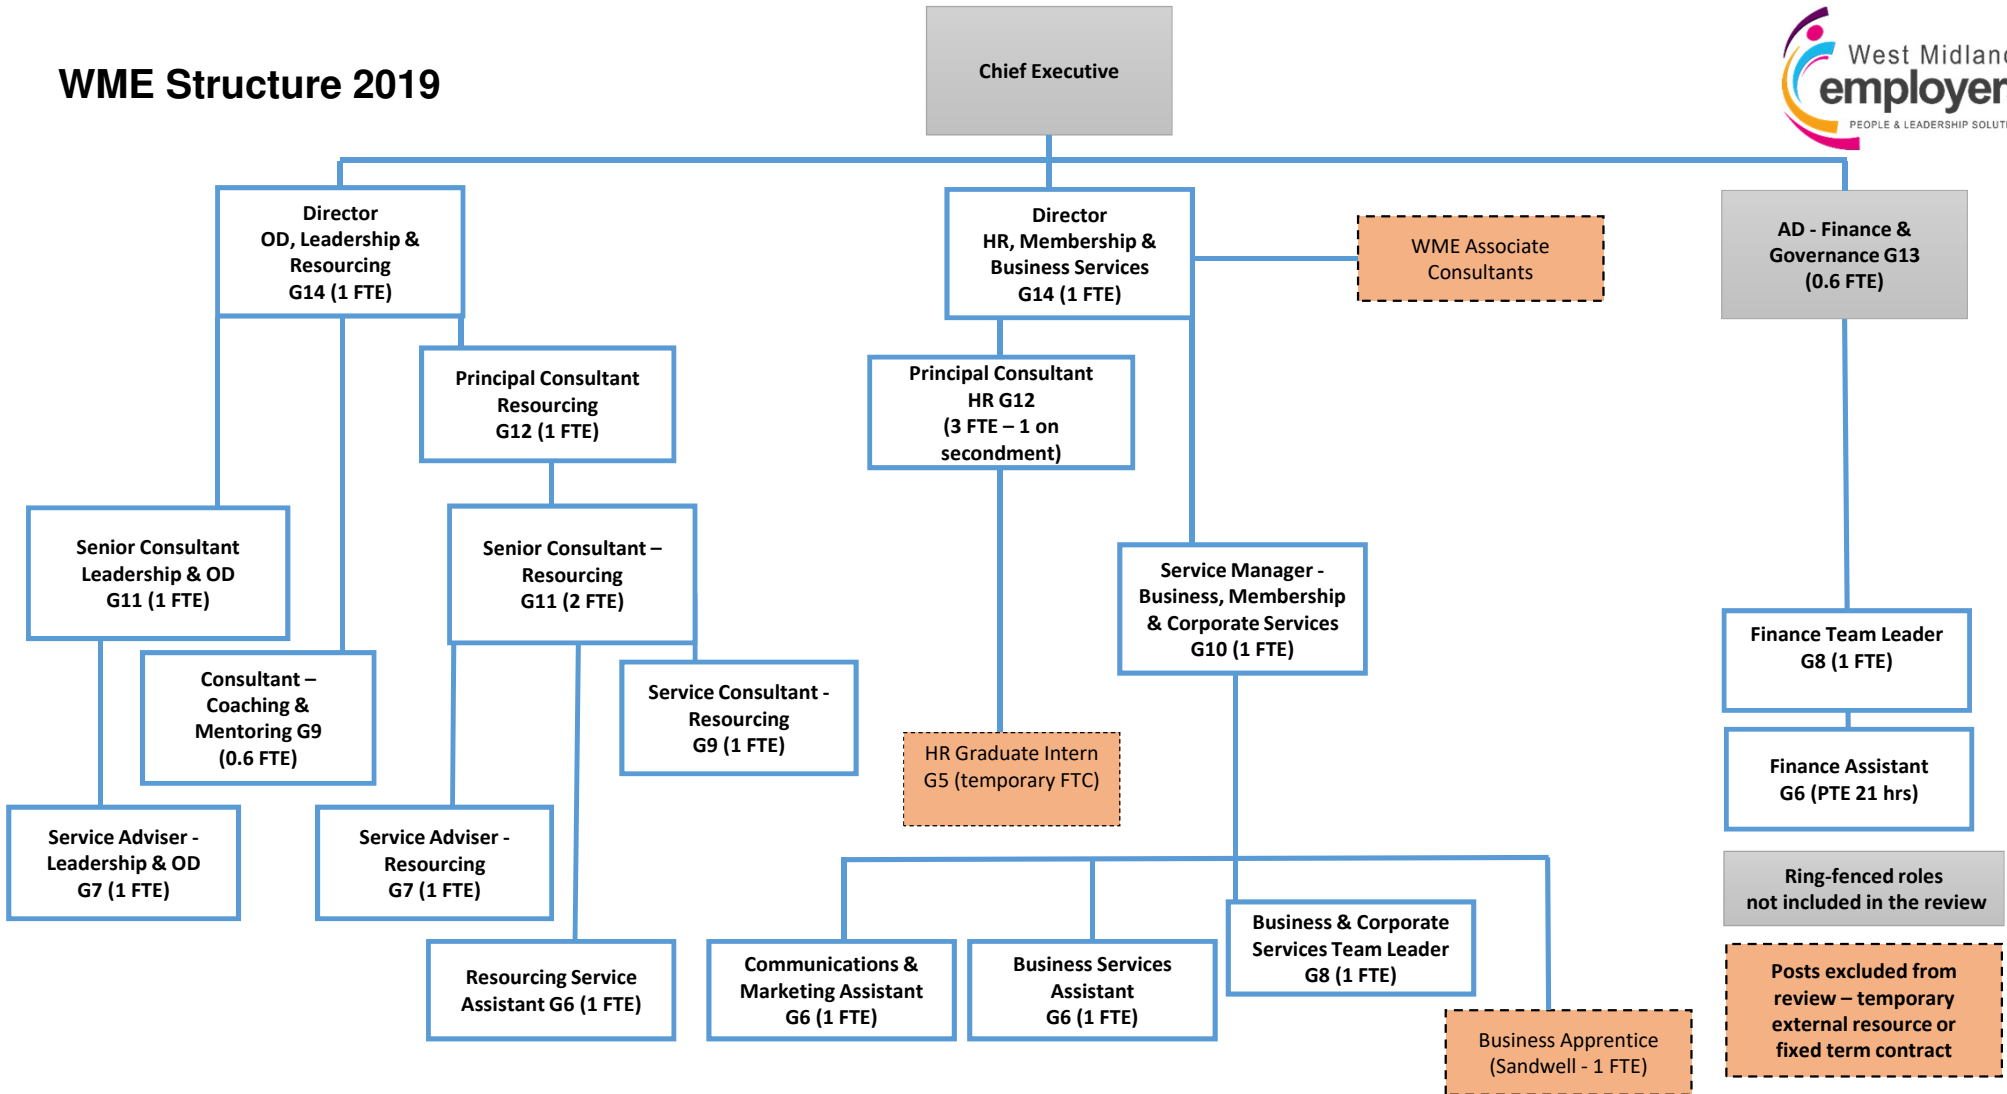 WME Structure 2019
Chief Executive
West Midland
employer
PEOPLE & LEADERSHIP SOLUT
Director
OD, Leadership &
Resourcing
G14 (1 FTE)
Director
HR, Membership &
Business Services
G14 (1 FTE)
WME Associate
Consultants
AD - Finance &
Governance G13
(0.6 FTE)
Principal Consultant
Resourcing
G12 (1 FTE)
Principal Consultant
HR G12
(3 FTE – 1 on
secondment)
Senior Consultant
Leadership & OD
G11 (1 FTE)
Senior Consultant –
Resourcing
G11 (2 FTE)
Service Manager -
Business, Membership
& Corporate Services
G10 (1 FTE)
Finance Team Leader
G8 (1 FTE)
Consultant –
Coaching &
Mentoring G9
(0.6 FTE)
Service Consultant -
Resourcing
G9 (1 FTE)
HR Graduate Intern
G5 (temporary FTC)
Finance Assistant
G6 (PTE 21 hrs)
Service Adviser -
Leadership & OD
G7 (1 FTE)
Service Adviser -
Resourcing
G7 (1 FTE)
Ring-fenced roles
not included in the review
Resourcing Service
Assistant G6 (1 FTE)
Communications &
Marketing Assistant
G6 (1 FTE)
Business Services
Assistant
G6 (1 FTE)
Business & Corporate
Services Team Leader
G8 (1 FTE)
Business Apprentice
(Sandwell - 1 FTE)
Posts excluded from
review – temporary
external resource or
fixed term contract